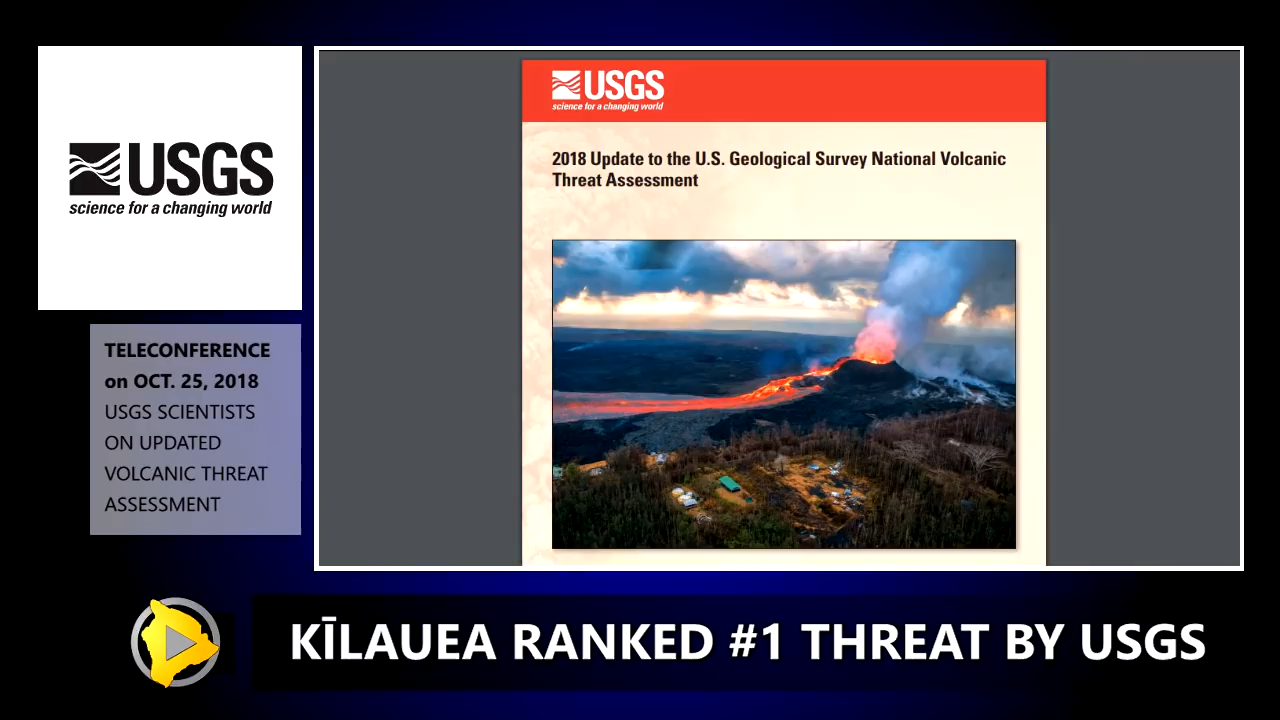 USGS
science for a changing world
TELECONFERENCE
on OCT. 25, 2018
USGS SCIENTISTS
ON UPDATED
VOLCANIC THREAT
ASSESSMENT
USGS
science for a changing world
2018 Update to the U.S. Geological Survey National Volcanic
Threat Assessment
KĪLAUEA RANKED #1 THREAT BY USGS